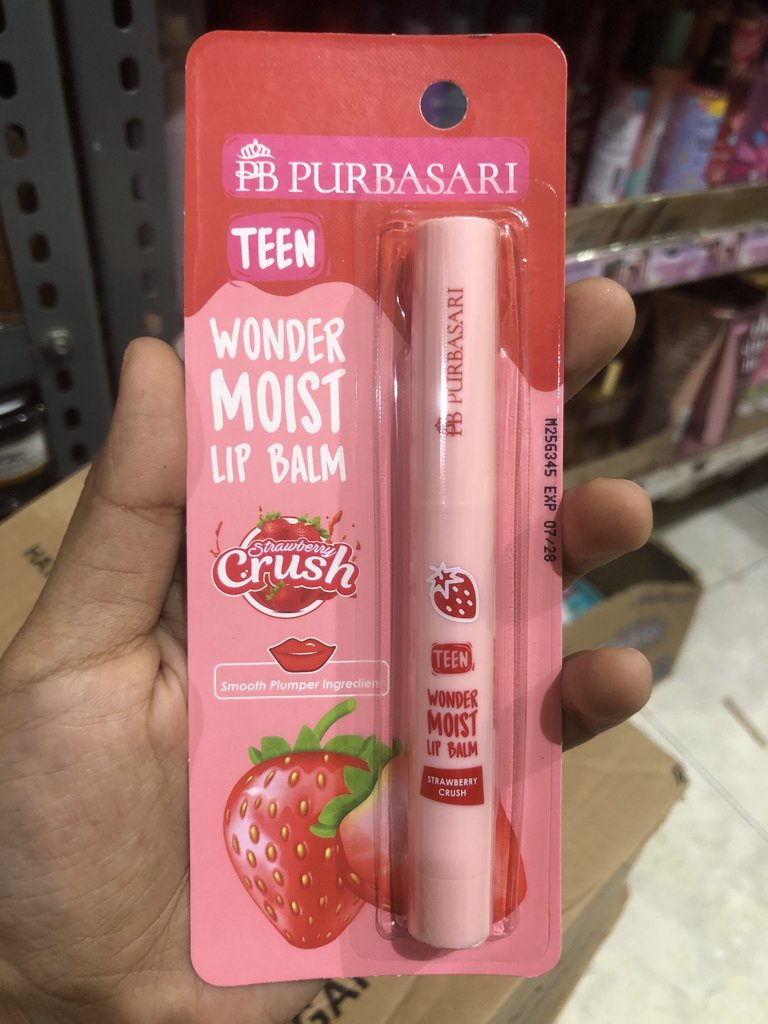 PB PURBASARI
TEEN
WONDER
MOIST
LIP BALM
Strawberry
Crush
Smooth Plumper Ingredient
PB PURBASARI
TEEN
WONDER
MOIST
LIP BALM
STRAWBERRY
CRUSH
M256345 EXP 07/28